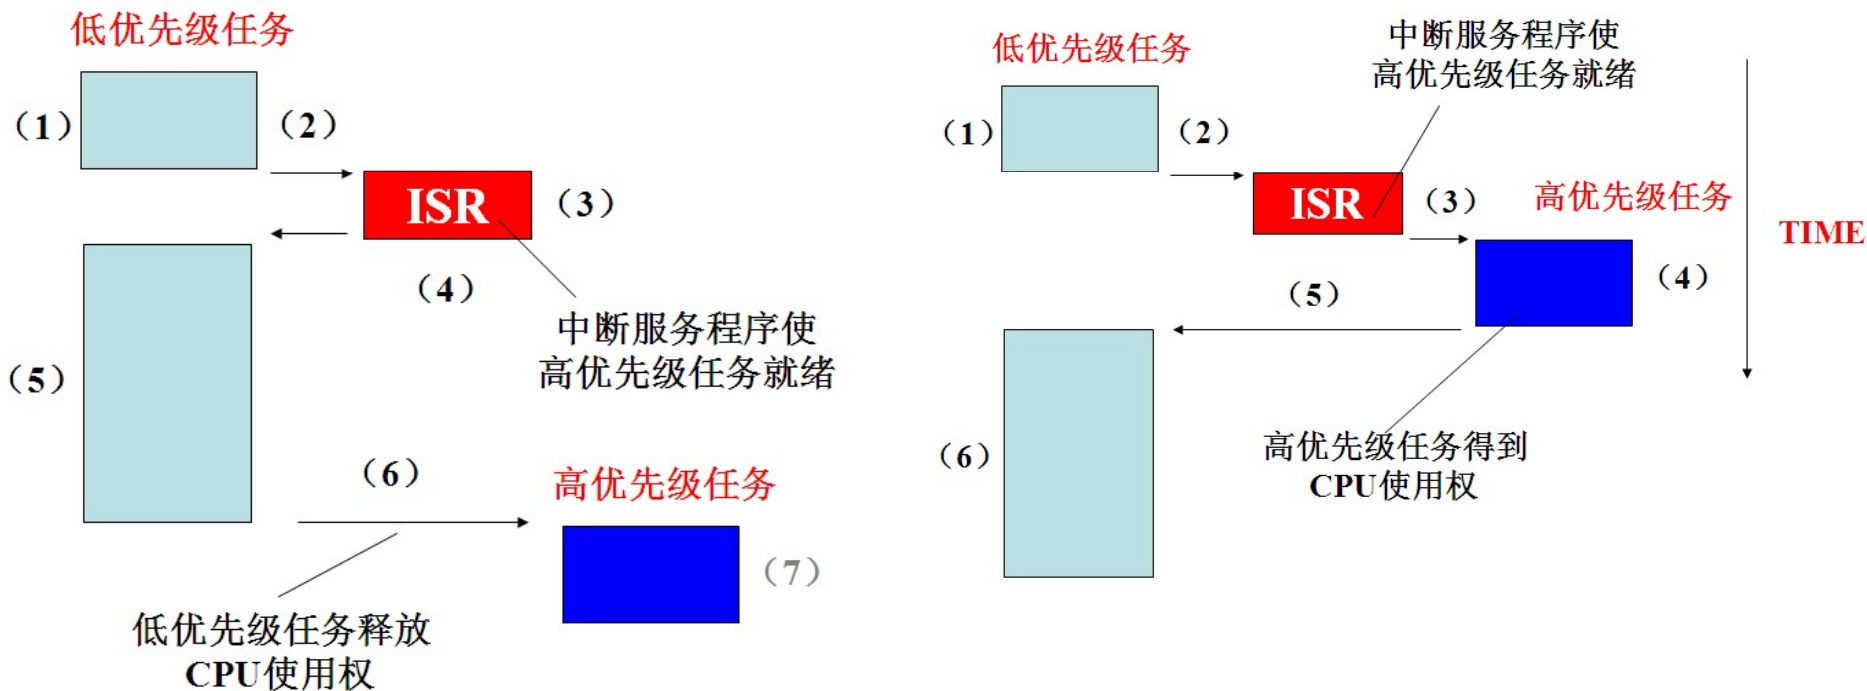 低优先级任务
（1）
（2）
ISR
（3）
（4）
中断服务程序使
高优先级任务就绪
（5）
（6）
高优先级任务
（7）
低优先级任务释放
CPU使用权
低优先级任务
中断服务程序使
高优先级任务就绪
（1）
（2）
ISR
（3）
高优先级任务
TIME
（4）
（5）
高优先级任务得到
CPU使用权
（6）